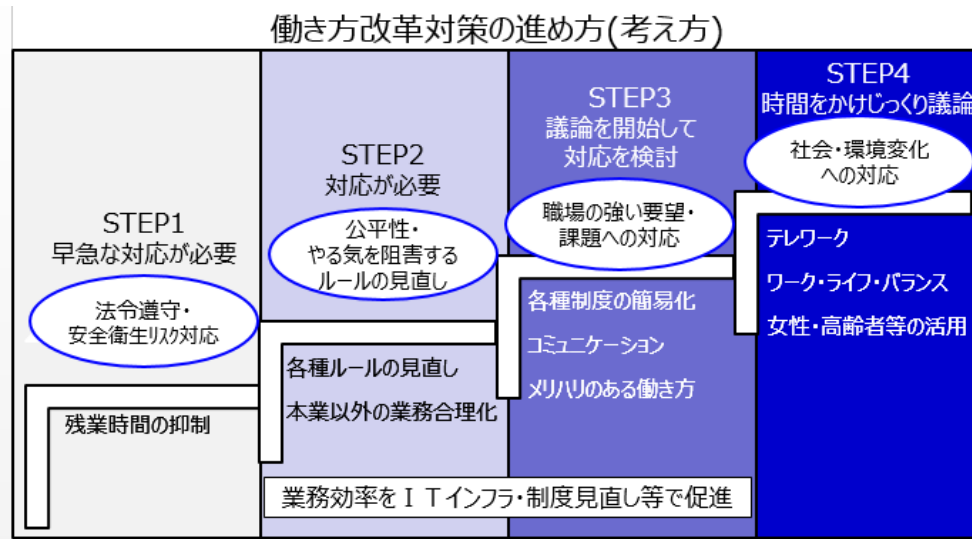 働き方改革対策の進め方(考え方)
STEP1
早急な対応が必要
法令遵守・
安全衛生リスク対応
残業時間の抑制
STEP2
対応が必要
公平性・
やる気を阻害する
ルールの見直し
各種ルールの見直し
本業以外の業務合理化
STEP3
議論を開始して
対応を検討
職場の強い要望・
課題への対応
各種制度の簡易化
コミュニケーション
メリハリのある働き方
STEP4
時間をかけじっくり議論
社会・環境変化
への対応
テレワーク
ワーク・ライフ・バランス
女性・高齢者等の活用
業務効率をITインフラ・制度見直し等で促進